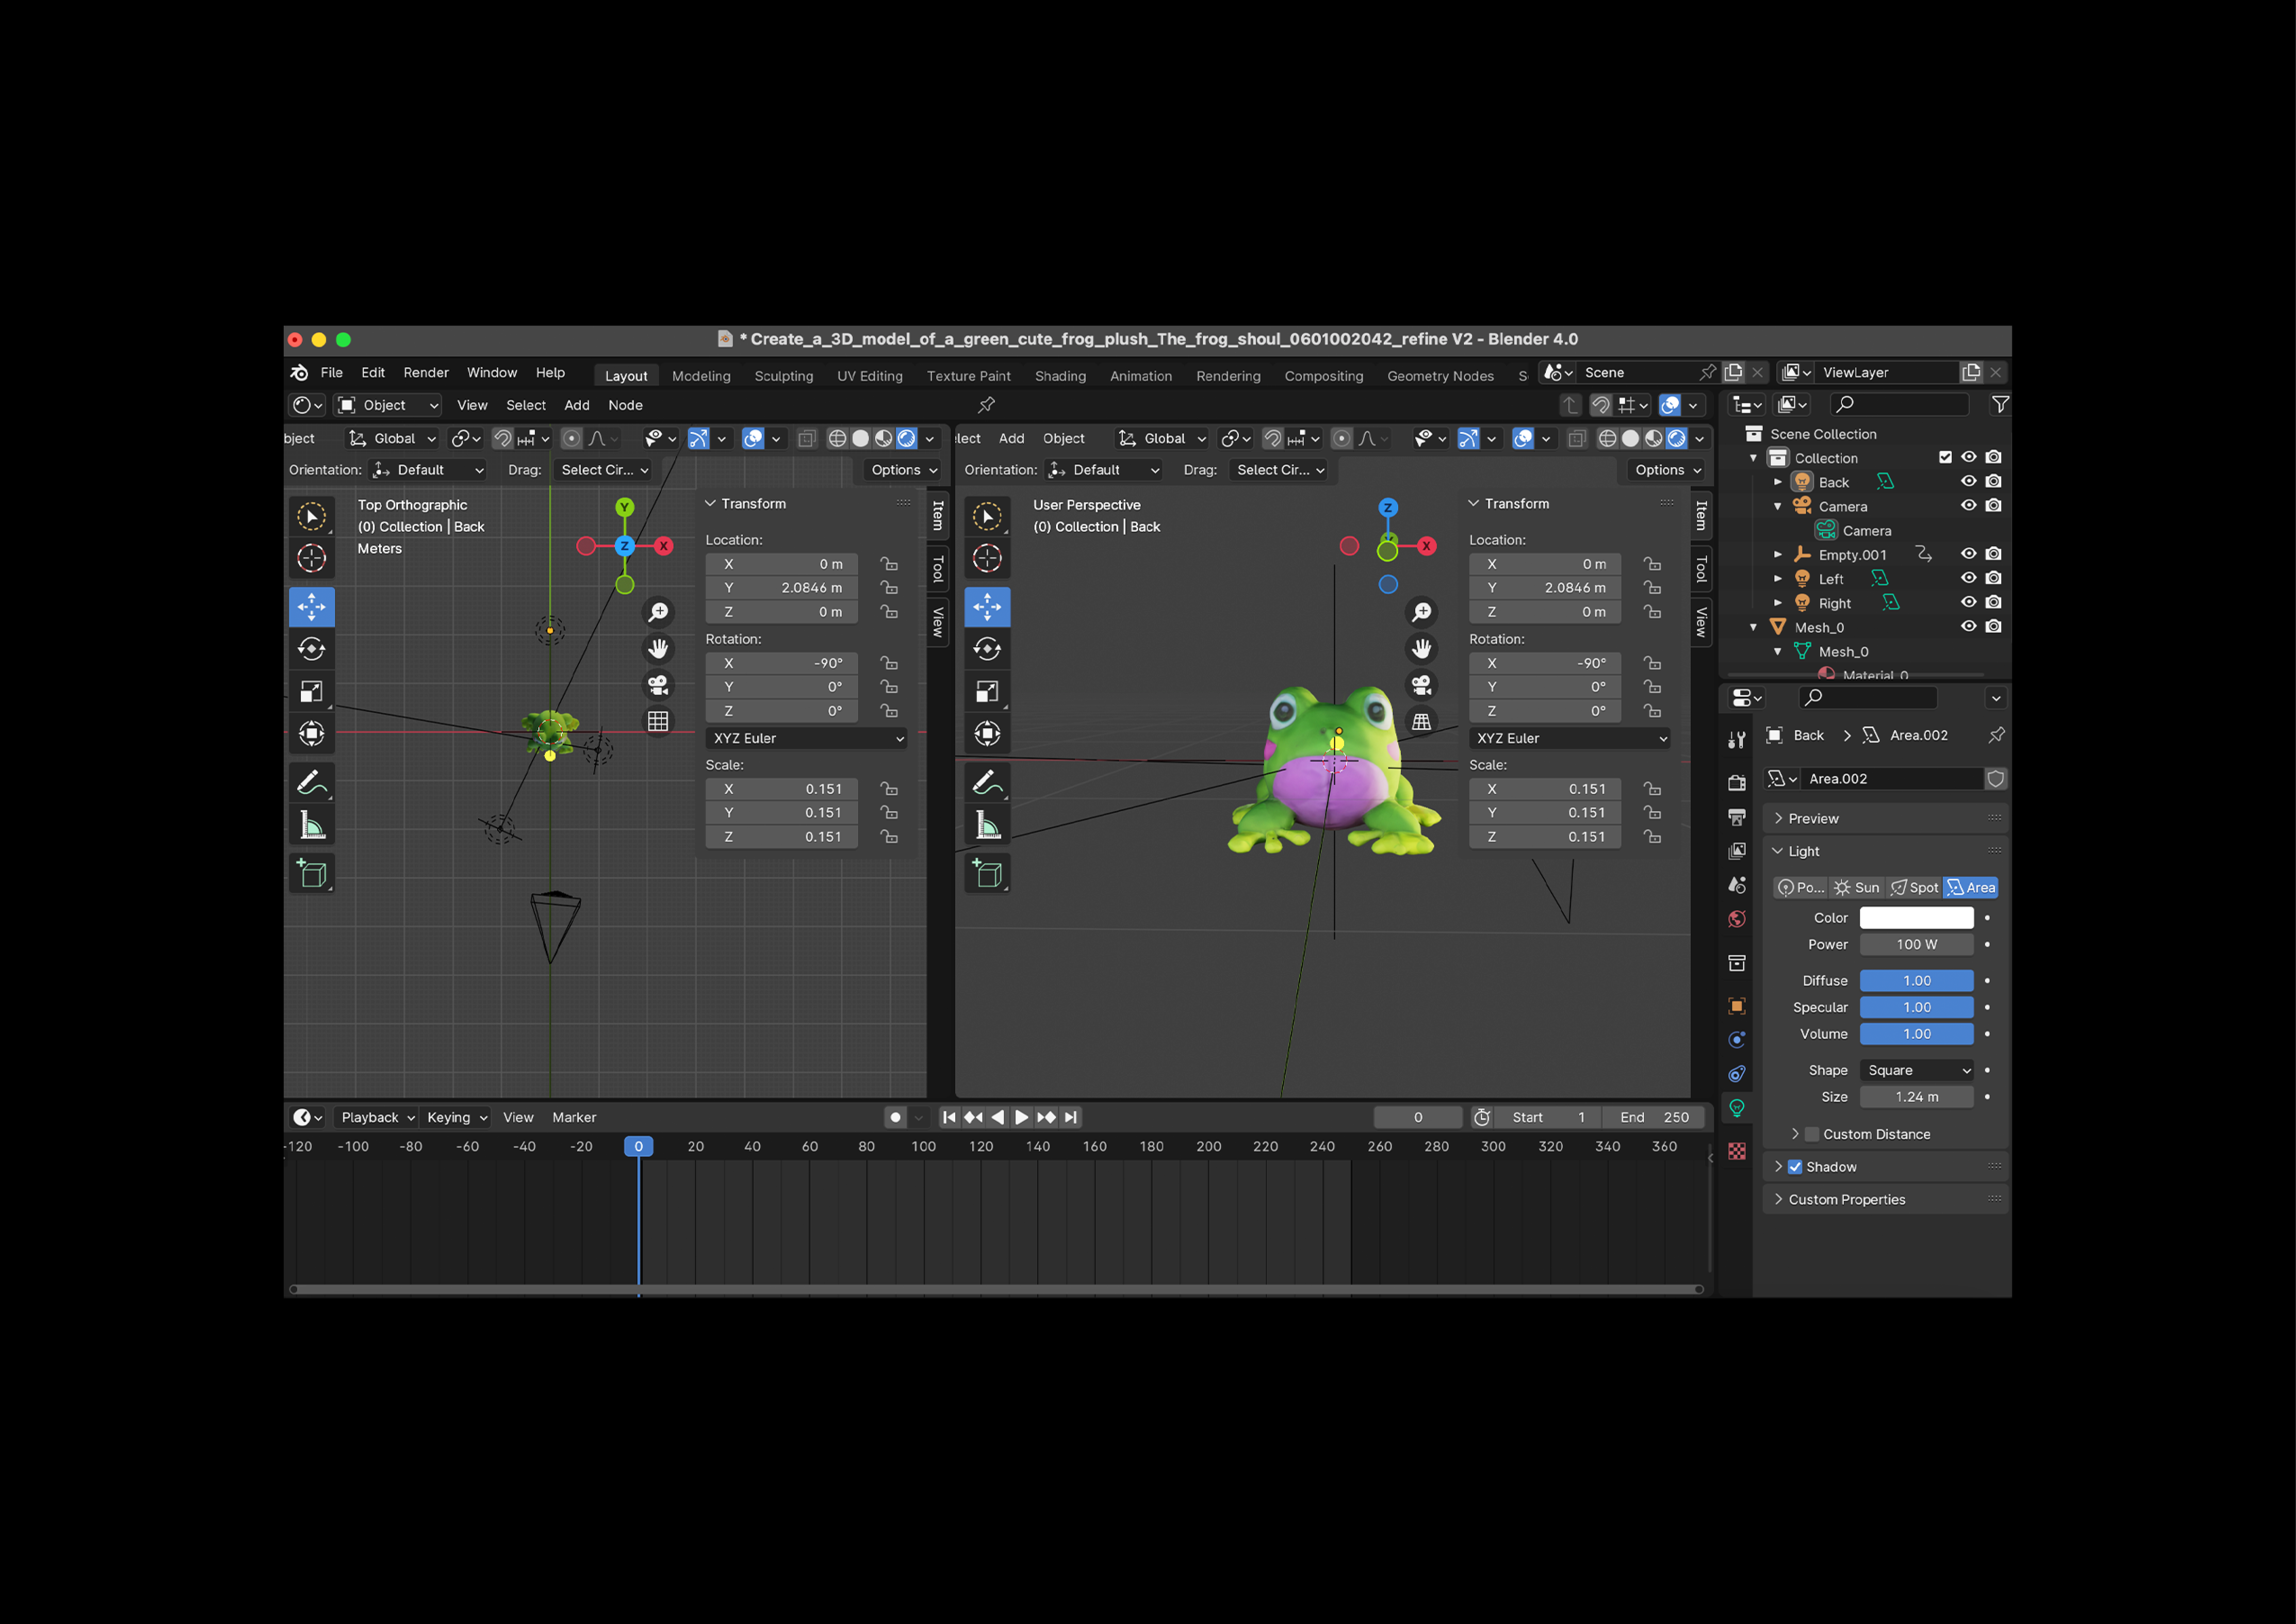 * Create_a_3D_model_of_a_green_cute_frog_plush_The_frog_shoul_0601002042_refine V2 - Blender 4.0
File Edit Render Window Help Layout Modeling Sculpting UV Editing Texture Paint Shading Animation Rendering Compositing Geometry Nodes S Scene ViewLayer
Object View Select Add Node
bject Global
lect Add Object Global
Orientation: Default Drag: Select Cir... Options
Orientation: Default Drag: Select Cir... Options
Top Orthographic
(0) Collection | Back
Meters
Y
Z X
Transform
Location:
X 0 m
Y 2.0846 m
Z 0 m
Rotation:
X -90°
Y 0°
Z 0°
XYZ Euler
Scale:
X 0.151
Y 0.151
Z 0.151
Item
Tool
View
User Perspective
(0) Collection | Back
Z
X
Transform
Location:
X 0 m
Y 2.0846 m
Z 0 m
Rotation:
X -90°
Y 0°
Z 0°
XYZ Euler
Scale:
X 0.151
Y 0.151
Z 0.151
Item
Tool
View
Scene Collection
Collection
Back
Camera
Camera
Empty.001
Left
Right
Mesh_0
Mesh_0
Material_0
Back > Area.002
Area.002
Preview
Light
Po... Sun Spot Area
Color
Power 100 W
Diffuse 1.00
Specular 1.00
Volume 1.00
Shape Square
Size 1.24 m
Custom Distance
Shadow
Custom Properties
Playback Keying View Marker 0 Start 1 End 250
-120 -100 -80 -60 -40 -20 0 20 40 60 80 100 120 140 160 180 200 220 240 260 280 300 320 340 360